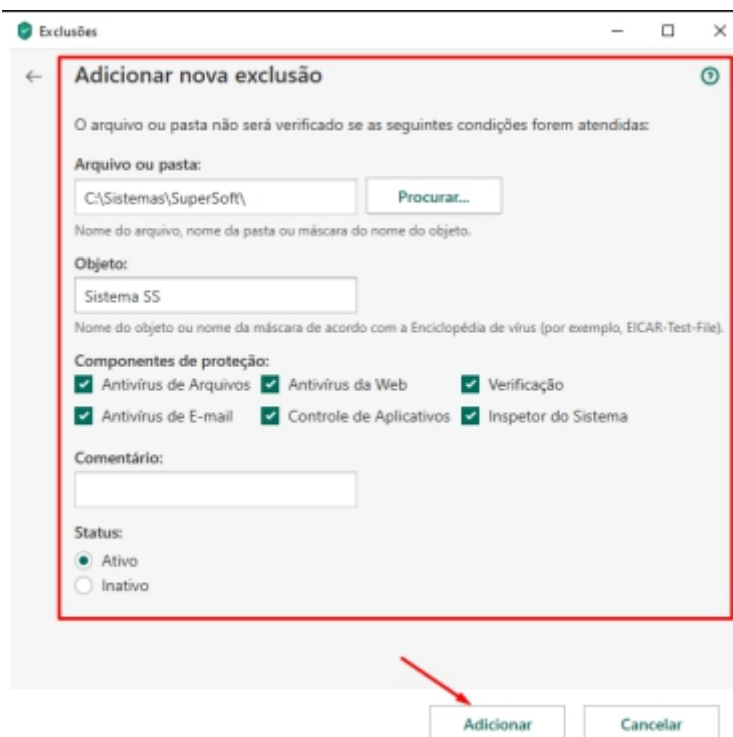 Exclusões
Adicionar nova exclusão
O arquivo ou pasta não será verificado se as seguintes condições forem atendidas:
Arquivo ou pasta:
C:\Sistemas\SuperSoft\ Procurar...
Nome do arquivo, nome da pasta ou máscara do nome do objeto.
Objeto:
Sistema SS
Nome do objeto ou nome da máscara de acordo com a Enciclopédia de vírus (por exemplo, EICAR-Test-File).
Componentes de proteção:
Antivírus de Arquivos Antivírus da Web Verificação
Antivírus de E-mail Controle de Aplicativos Inspetor do Sistema
Comentário:
Status:
Ativo
Inativo
Adicionar Cancelar